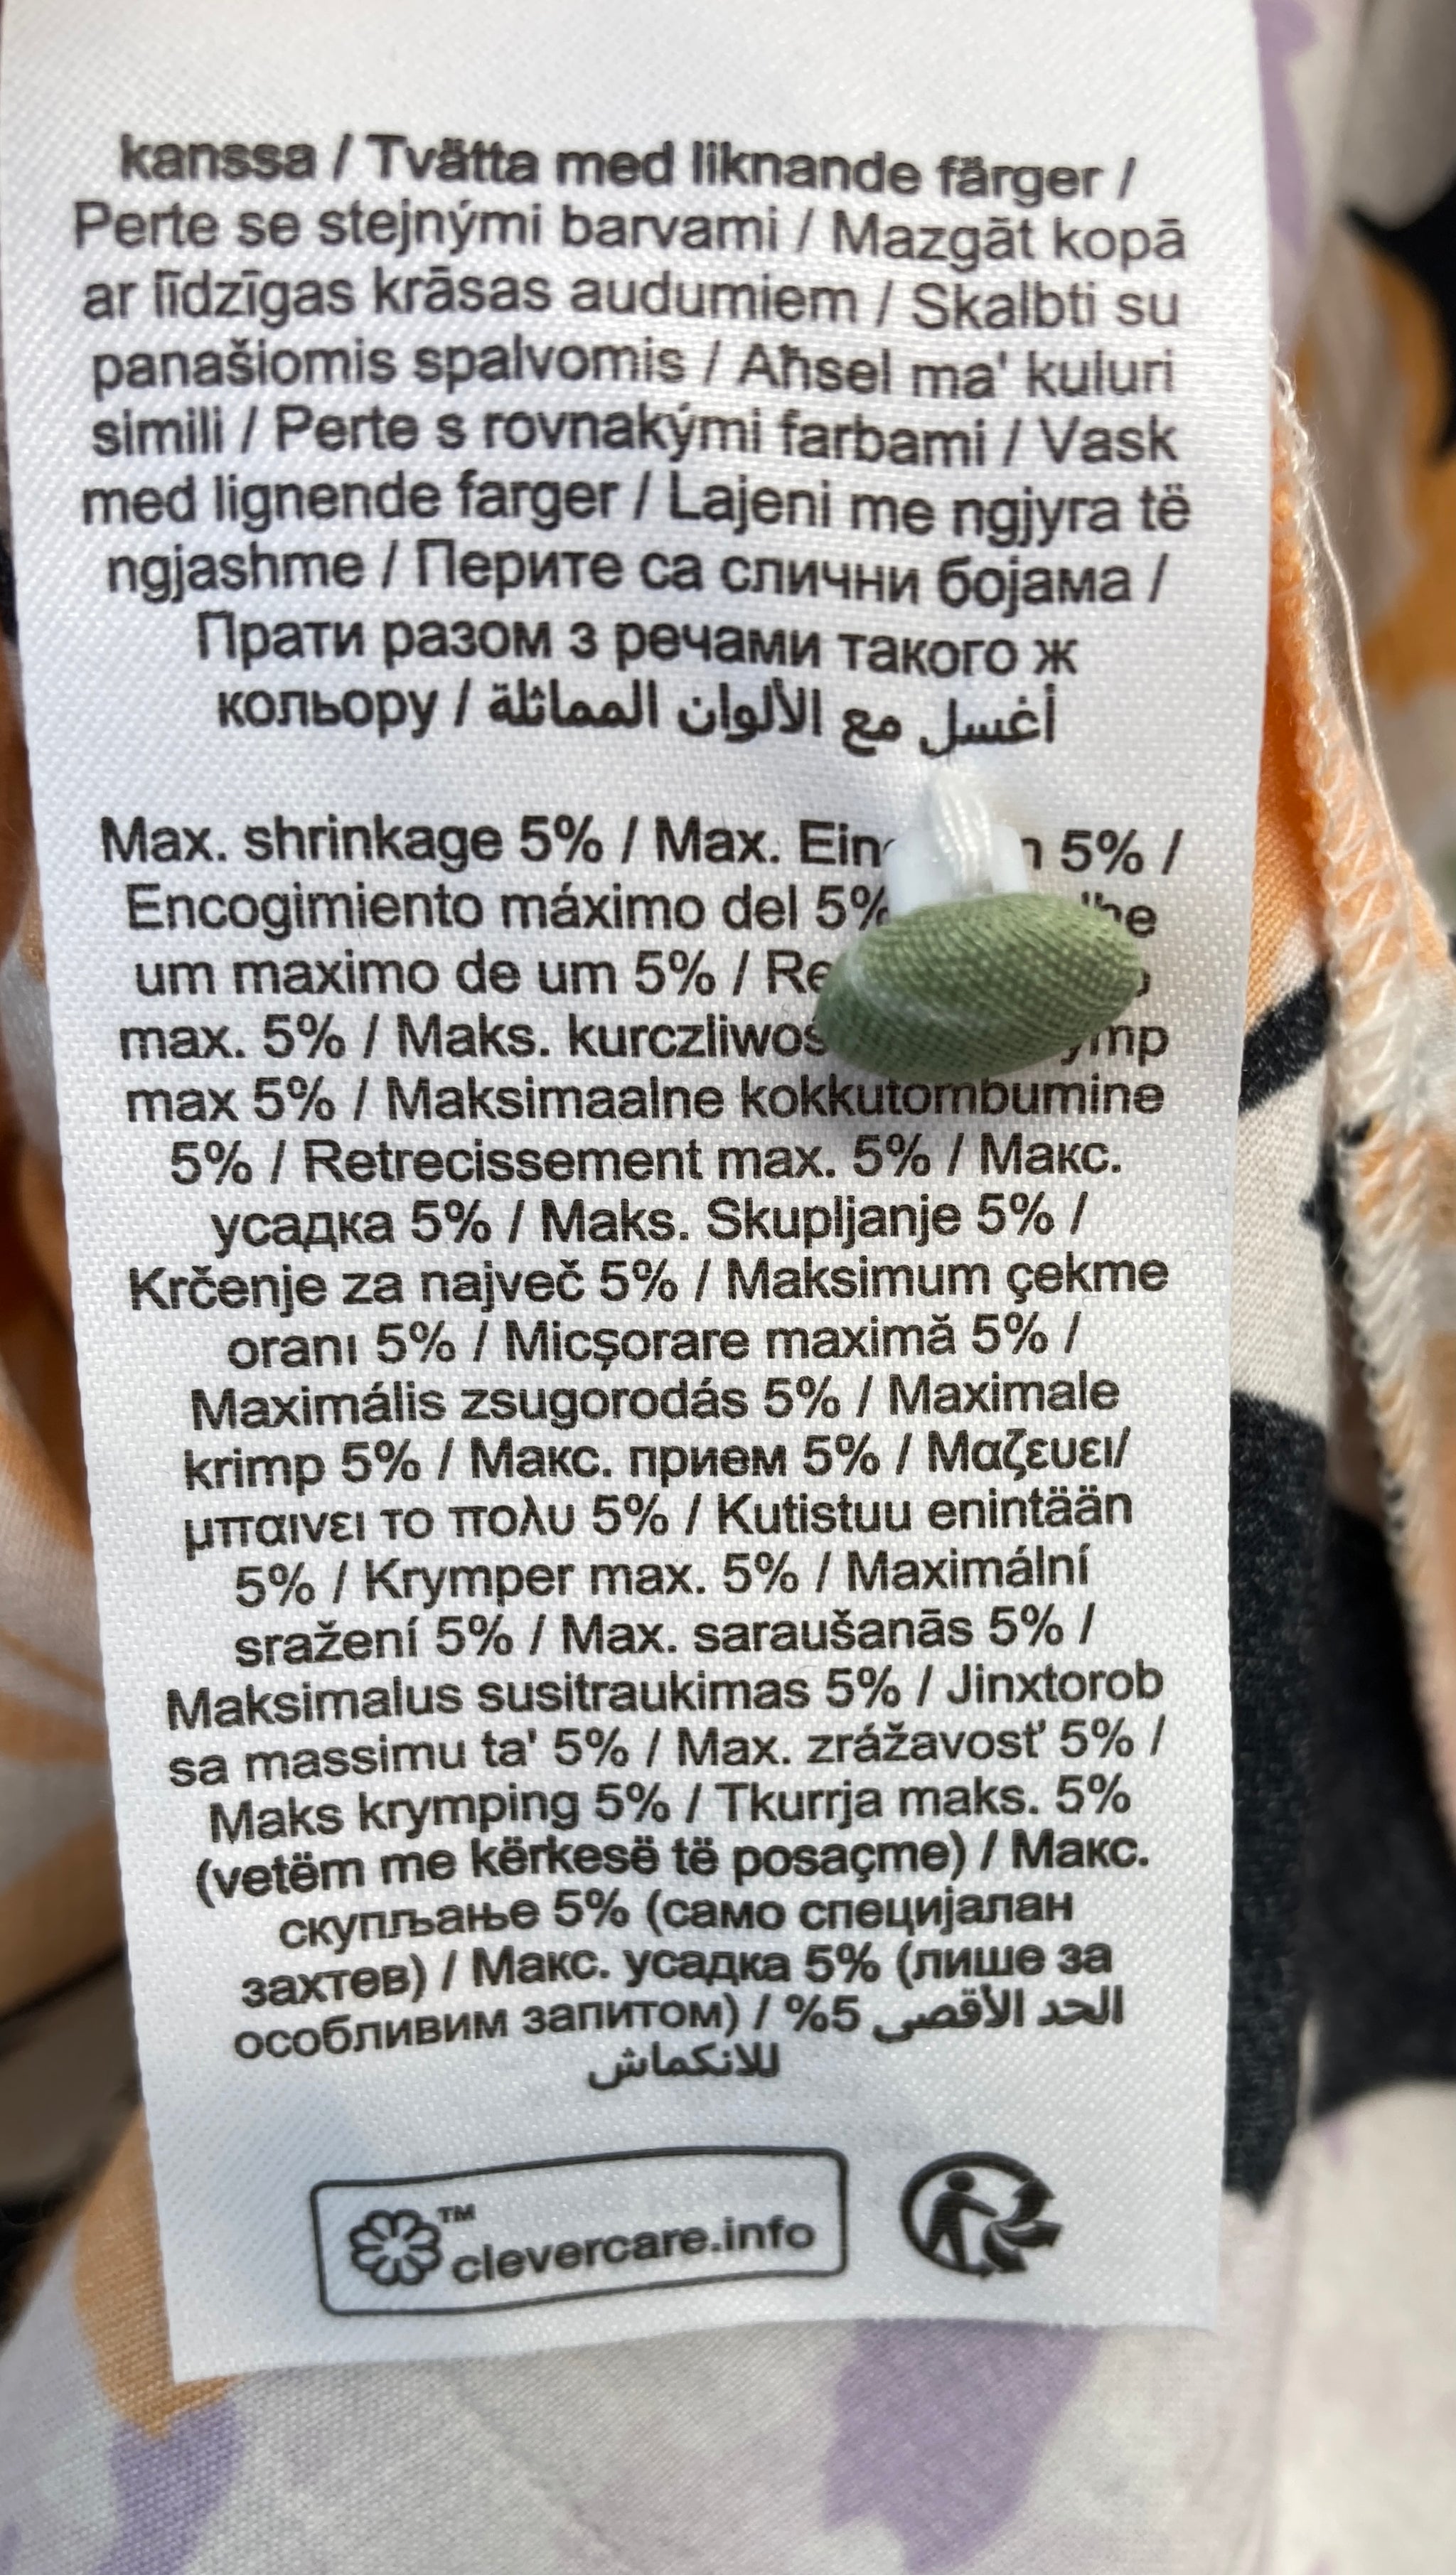 kanssa / Tvätta med liknande färger /
Perte se stejnými barvami / Mazgāt kopā
ar līdzīgas krāsas audumiem / Skalbti su
panašiomis spalvomis / Aħsel ma' kuluri
simili / Perte s rovnakými farbami / Vask
med lignende farger / Lajeni me ngjyra të
ngjashme / Перите са слични бојама /
Прати разом з речами такого ж
кольору / أغسل مع الألوان المماثلة
Max. shrinkage 5% / Max. 5% /
Encogimiento máximo del 5%
um maximo de um 5% /
max. 5% / Maks.
max 5% / Maksimaalne kokkutombumine
5% / Retrecissement max. 5% / Макс.
усадка 5% / Maks. Skupljanje 5% /
Krčenje za največ 5% / Maksimum çekme
oranı 5% / Micşorare maximă 5% /
Maximális zsugorodás 5% / Maximale
krimp 5% / Макс. прием 5% / Μαζευει/
μπαινει το πολυ 5% / Kutistuu enintään
5% / Krymper max. 5% / Maximální
sražení 5% / Max. saraušanās 5% /
Maksimalus susitraukimas 5% / Jinxtorob
sa massimu ta' 5% / Max. zrážavosť 5% /
Maks krymping 5% / Tkurrja maks. 5%
(vetëm me kërkesë të posaçme) / Макс.
скупљање 5% (само специјалан
захтев) / Макс. усадка 5% (лише за
особливим запитом) / %5 الحد الأقصى
للانكماش
TM
clevercare.info